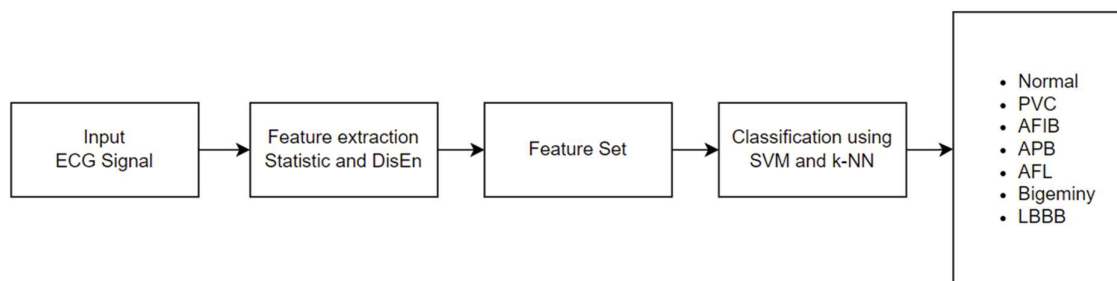 Input
ECG Signal
Feature extraction
Statistic and DisEn
Feature Set
Classification using
SVM and k-NN
• Normal
• PVC
• AFIB
• APB
• AFL
• Bigeminy
• LBBB